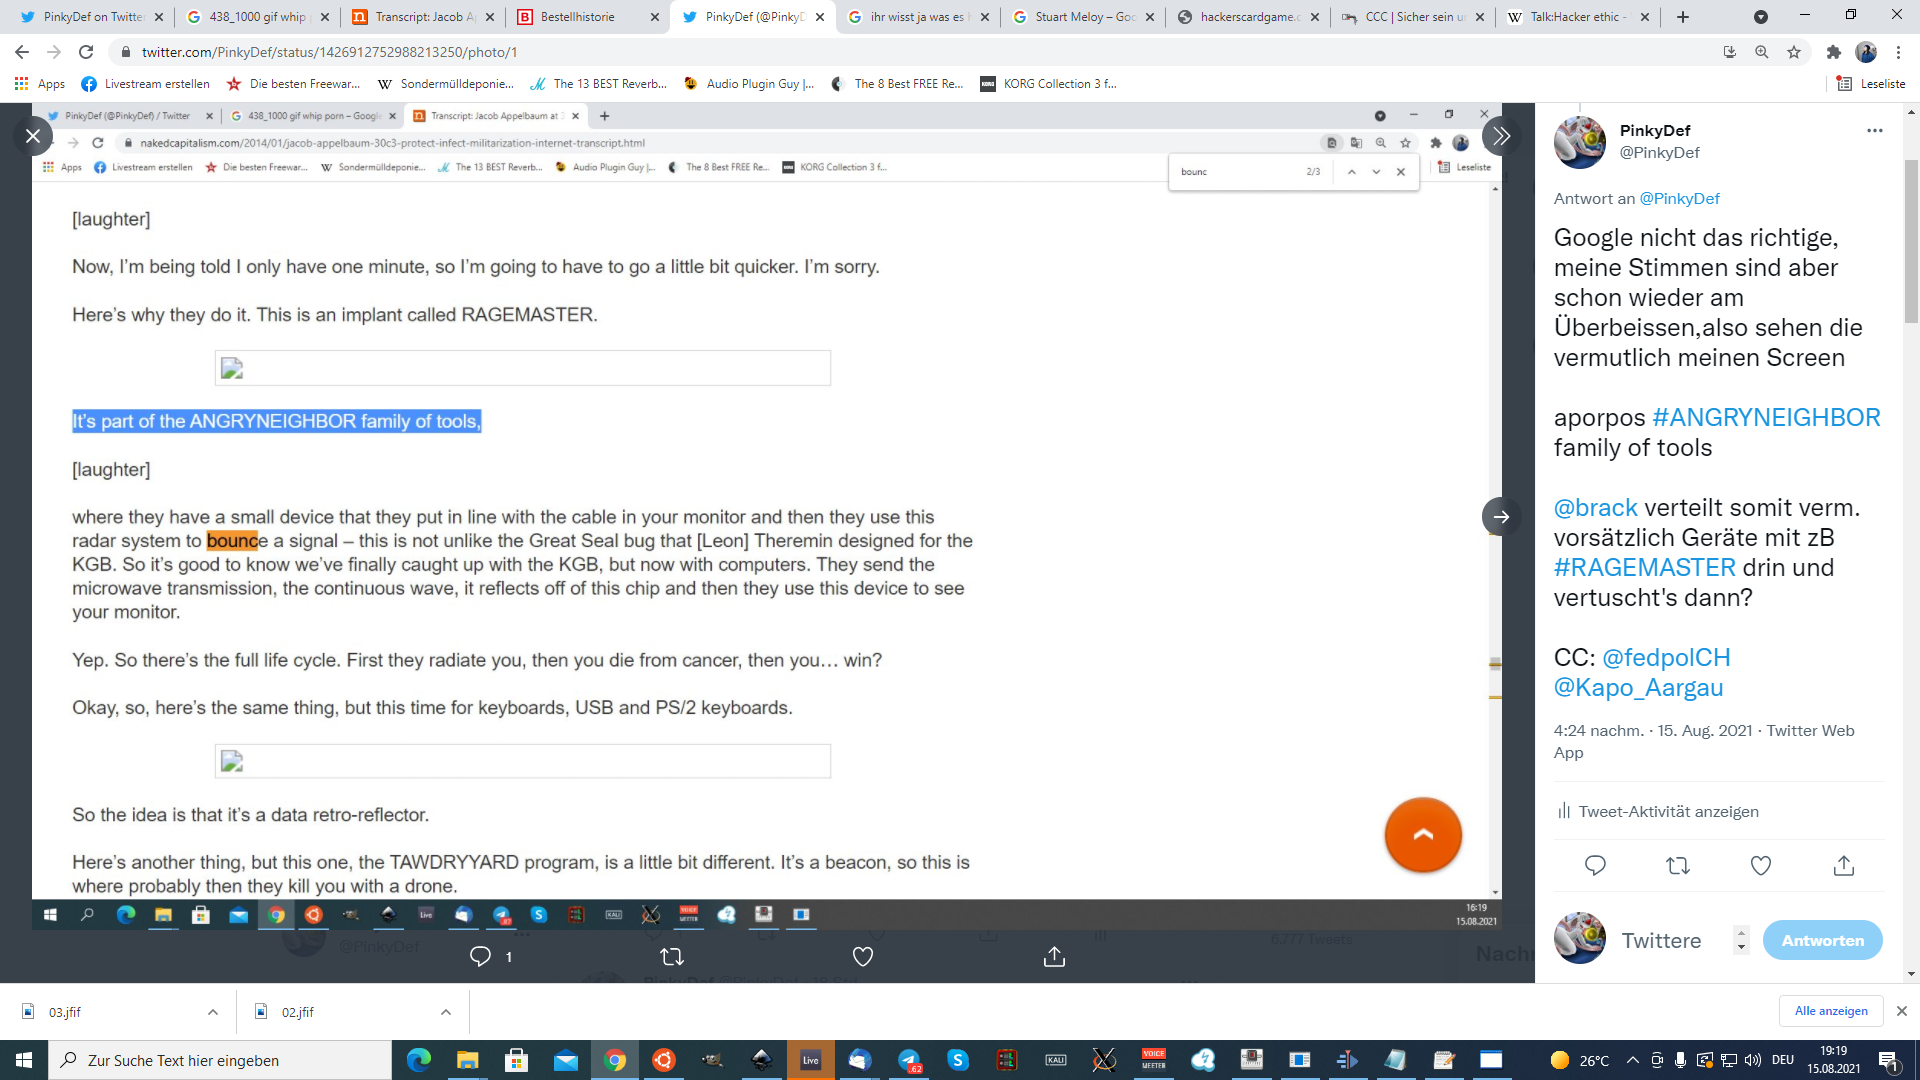 PinkyDef on Twitter
438_1000 gif whip
Transcript: Jacob A
Bestellhistorie
PinkyDef (@PinkyD
ihr wisst ja was es
Stuart Meloy – Goo
hackerscardgame.c
CCC | Sicher sein u
Talk:Hacker ethic -
twitter.com/PinkyDef/status/1426912752988213250/photo/1
Apps
Livestream erstellen
Die besten Freewar...
Sondermülldeponie...
The 13 BEST Reverb...
Audio Plugin Guy |...
The 8 Best FREE Re...
KORG Collection 3 f...
Leseliste
PinkyDef (@PinkyDef) / Twitter
438_1000 gif whip porn – Google
Transcript: Jacob Appelbaum at 3
nakedcapitalism.com/2014/01/jacob-appelbaum-30c3-protect-infect-militarization-internet-transcript.html
Apps
Livestream erstellen
Die besten Freewar...
Sondermülldeponie...
The 13 BEST Reverb...
Audio Plugin Guy |...
The 8 Best FREE Re...
KORG Collection 3 f...
Leseliste
bounc
2/3
[laughter]
Now, I'm being told I only have one minute, so I'm going to have to go a little bit quicker. I'm sorry.
Here's why they do it. This is an implant called RAGEMASTER.
It's part of the ANGRYNEIGHBOR family of tools,
[laughter]
where they have a small device that they put in line with the cable in your monitor and then they use this
radar system to bounce a signal – this is not unlike the Great Seal bug that [Leon] Theremin designed for the
KGB. So it's good to know we've finally caught up with the KGB, but now with computers. They send the
microwave transmission, the continuous wave, it reflects off of this chip and then they use this device to see
your monitor.
Yep. So there's the full life cycle. First they radiate you, then you die from cancer, then you… win?
Okay, so, here's the same thing, but this time for keyboards, USB and PS/2 keyboards.
So the idea is that it's a data retro-reflector.
Here's another thing, but this one, the TAWDRYYARD program, is a little bit different. It's a beacon, so this is
where probably then they kill you with a drone.
16:19
15.08.2021
@PinkyDef
6.777 Tweets
1
PinkyDef
@PinkyDef
Antwort an @PinkyDef
Google nicht das richtige,
meine Stimmen sind aber
schon wieder am
Überbeissen,also sehen die
vermutlich meinen Screen
aporpos #ANGRYNEIGHBOR
family of tools
@brack verteilt somit verm.
vorsätzlich Geräte mit zB
#RAGEMASTER drin und
vertuscht's dann?
CC: @fedpolCH
@Kapo_Aargau
4:24 nachm. · 15. Aug. 2021 · Twitter Web
App
Tweet-Aktivität anzeigen
Twittere
Antworten
03.jfif
02.jfif
Alle anzeigen
Zur Suche Text hier eingeben
Live
KALI
VOICE
MEETER
.62
26°C
DEU
19:19
15.08.2021
1